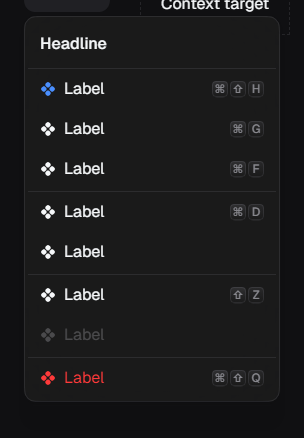 Context target
Headline
Label ⌘ ⇧ H
Label ⌘ G
Label ⌘ F
Label ⌘ D
Label
Label ⇧ Z
Label
Label ⌘ ⇧ Q